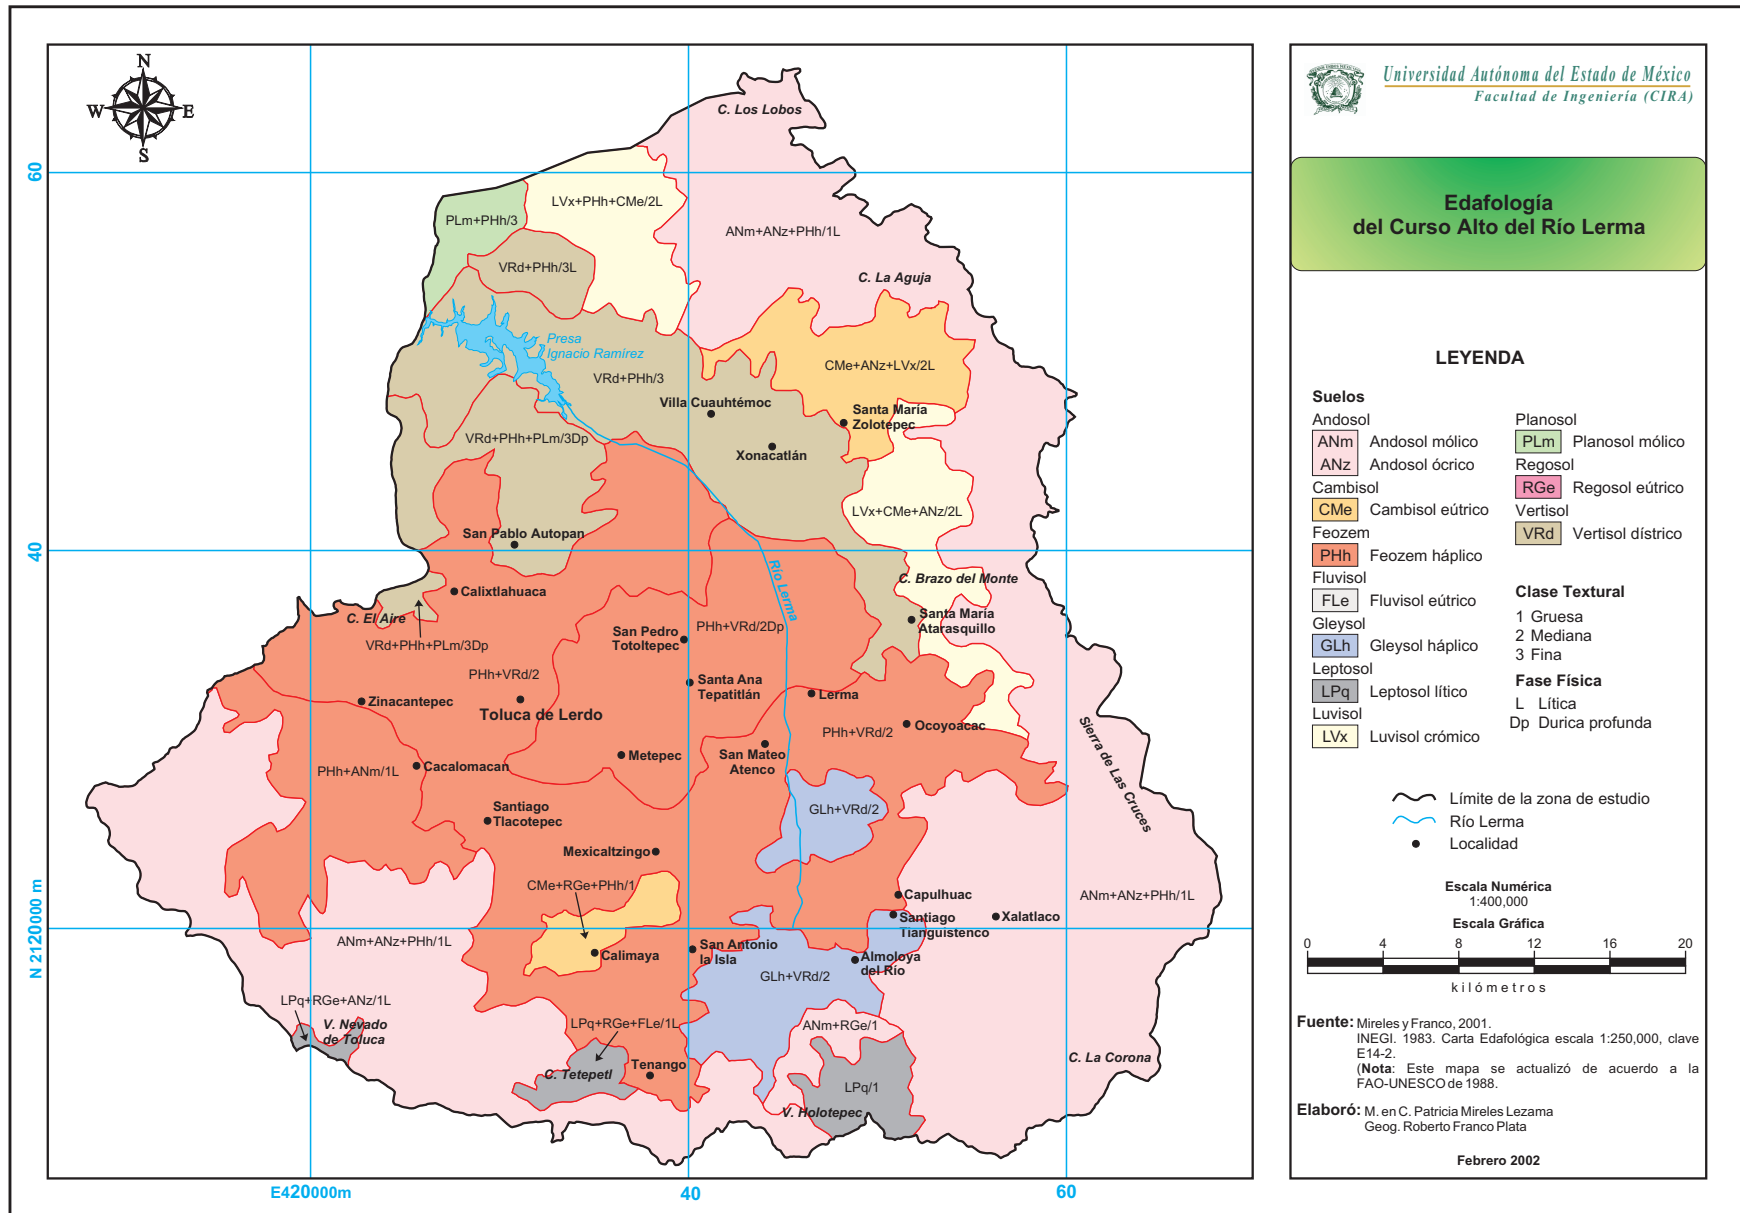 N
W
E
S
C. Los Lobos
60
LVx+PHh+CMe/2L
PLm+PHh/3
ANm+ANz+PHh/1L
VRd+PHh/3L
C. La Aguja
Presa
Ignacio Ramírez
VRd+PHh/3
CMe+ANz+LVx/2L
Villa Cuauhtémoc
Santa María
Zolotepec
VRd+PHh+PLm/3Dp
Xonacatlán
LVx+CMe+ANz/2L
San Pablo Autopan
40
Río Lerma
C. Brazo del Monte
Calixtlahuaca
C. El Aire
Santa María
Atarasquillo
VRd+PHh+PLm/3Dp
San Pedro
Totoltepec
PHh+VRd/2Dp
PHh+VRd/2
Santa Ana
Tepatitlán
Zinacantepec
Lerma
Toluca de Lerdo
Ocoyoacac
PHh+VRd/2
Sierra de Las Cruces
Metepec
San Mateo
Atenco
PHh+ANm/1L
Cacalomacan
Santiago
Tlacotepec
GLh+VRd/2
Mexicaltzingo
CMe+RGe+PHh/1
Capulhuac
ANm+ANz+PHh/1L
Santiago
Tianguistenco
Xalatlaco
N 2120000 m
ANm+ANz+PHh/1L
Calimaya
San Antonio
la Isla
Almoloya
del Río
GLh+VRd/2
LPq+RGe+ANz/1L
V. Nevado
de Toluca
LPq+RGe+FLe/1L
ANm+RGe/1
C. La Corona
Tenango
C. Tetepetl
LPq/1
V. Holotepec
E420000m
40
60
Universidad Autónoma del Estado de México
Facultad de Ingeniería (CIRA)
Edafología
del Curso Alto del Río Lerma
LEYENDA
Suelos
Andosol
ANm Andosol mólico
ANz Andosol ócrico
Cambisol
CMe Cambisol eútrico
Feozem
PHh Feozem háplico
Fluvisol
FLe Fluvisol eútrico
Gleysol
GLh Gleysol háplico
Leptosol
LPq Leptosol lítico
Luvisol
LVx Luvisol crómico
Planosol
PLm Planosol mólico
Regosol
RGe Regosol eútrico
Vertisol
VRd Vertisol dístrico
Clase Textural
1 Gruesa
2 Mediana
3 Fina
Fase Física
L Lítica
Dp Durica profunda
Límite de la zona de estudio
Río Lerma
Localidad
Escala Numérica
1:400,000
Escala Gráfica
0 4 8 12 16 20
kilómetros
Fuente: Mireles y Franco, 2001.
INEGI. 1983. Carta Edafológica escala 1:250,000, clave
E14-2.
(Nota: Este mapa se actualizó de acuerdo a la
FAO-UNESCO de 1988.
Elaboró: M. en C. Patricia Mireles Lezama
Geog. Roberto Franco Plata
Febrero 2002